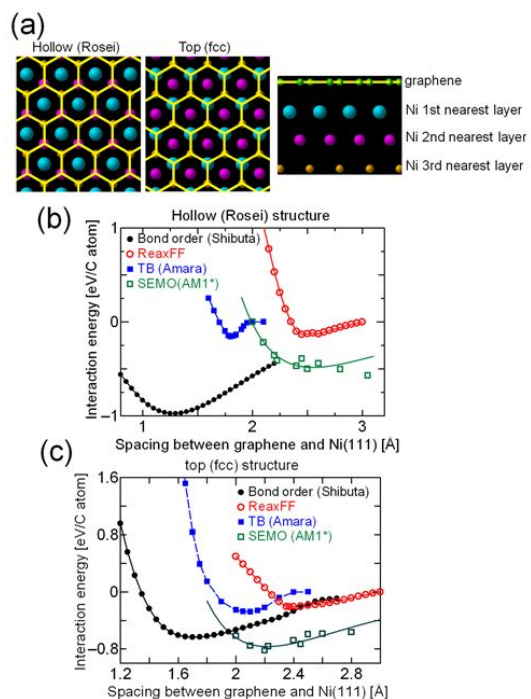 (a)
Hollow (Rosei)
Top (fcc)
graphene
Ni 1st nearest layer
Ni 2nd nearest layer
Ni 3rd nearest layer
(b)
Hollow (Rosei) structure
Interaction energy [eV/C atom]
1
0
−1
Bond order (Shibuta)
ReaxFF
TB (Amara)
SEMO(AM1*)
1
2
3
Spacing between graphene and Ni(111) [Å]
(c)
top (fcc) structure
Interaction energy [eV/C atom]
1.6
0.8
0
−0.8
Bond order (Shibuta)
ReaxFF
TB (Amara)
SEMO (AM1*)
1.2
1.6
2.0
2.4
2.8
Spacing between graphene and Ni(111) [Å]